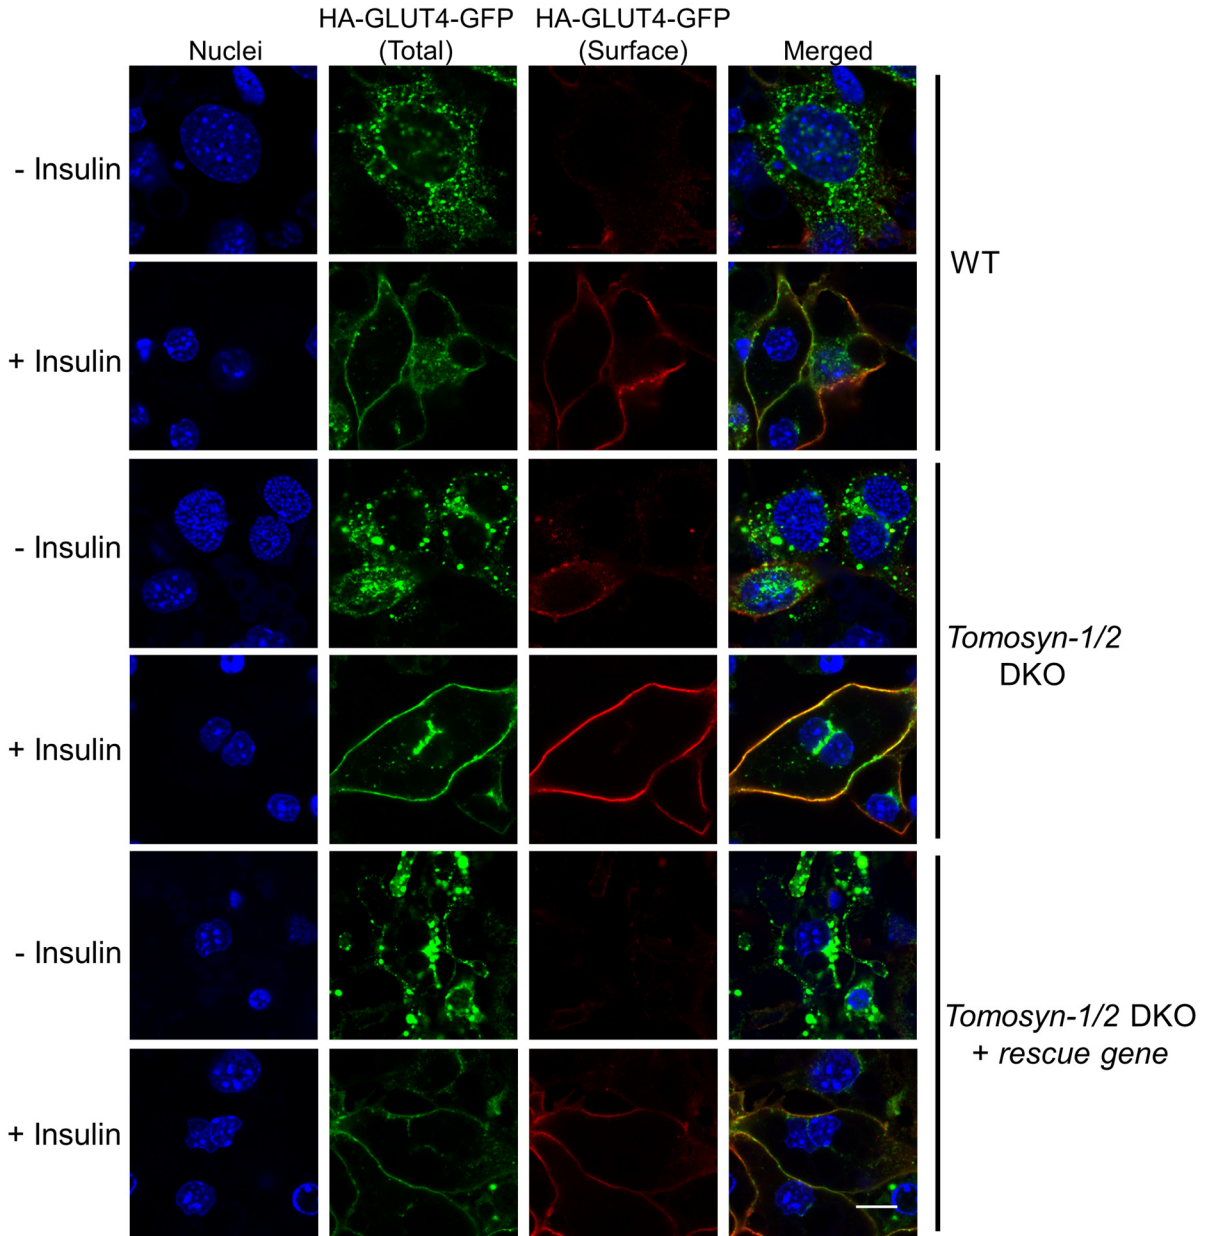 HA-GLUT4-GFP HA-GLUT4-GFP
Nuclei (Total) (Surface) Merged
- Insulin
WT
+ Insulin
- Insulin
Tomosyn-1/2
DKO
+ Insulin
- Insulin
Tomosyn-1/2 DKO
+ rescue gene
+ Insulin